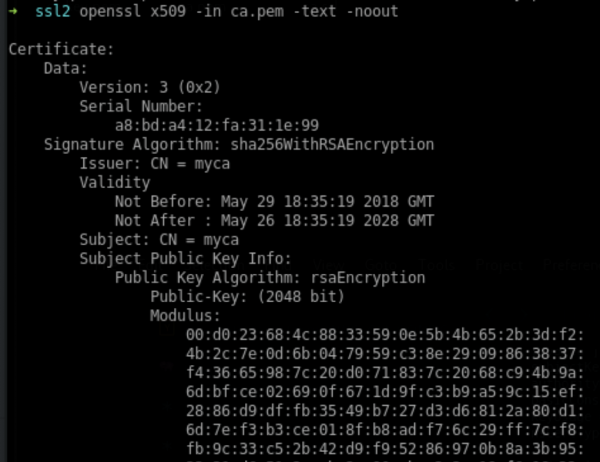 ➜ ssl2 openssl x509 -in ca.pem -text -noout
Certificate:
Data:
Version: 3 (0x2)
Serial Number:
a8:bd:a4:12:fa:31:1e:99
Signature Algorithm: sha256WithRSAEncryption
Issuer: CN = myca
Validity
Not Before: May 29 18:35:19 2018 GMT
Not After : May 26 18:35:19 2028 GMT
Subject: CN = myca
Subject Public Key Info:
Public Key Algorithm: rsaEncryption
Public-Key: (2048 bit)
Modulus:
00:d0:23:68:4c:88:33:59:0e:5b:4b:65:2b:3d:f2:
4b:2c:7e:0d:6b:04:79:59:c3:8e:29:09:86:38:37:
f4:36:65:98:7c:20:d0:71:83:7c:20:68:c9:4b:9a:
6d:bf:ce:02:69:0f:67:1d:9f:c3:b9:a5:9c:15:ef:
28:86:d9:df:fb:35:49:b7:27:d3:d6:81:2a:80:d1:
6d:7e:f3:b3:ce:01:8f:fb:b8:ad:f7:6c:29:ff:7c:f8:
fb:9c:33:c5:2b:42:d9:f9:52:86:97:0b:8a:3b:95: